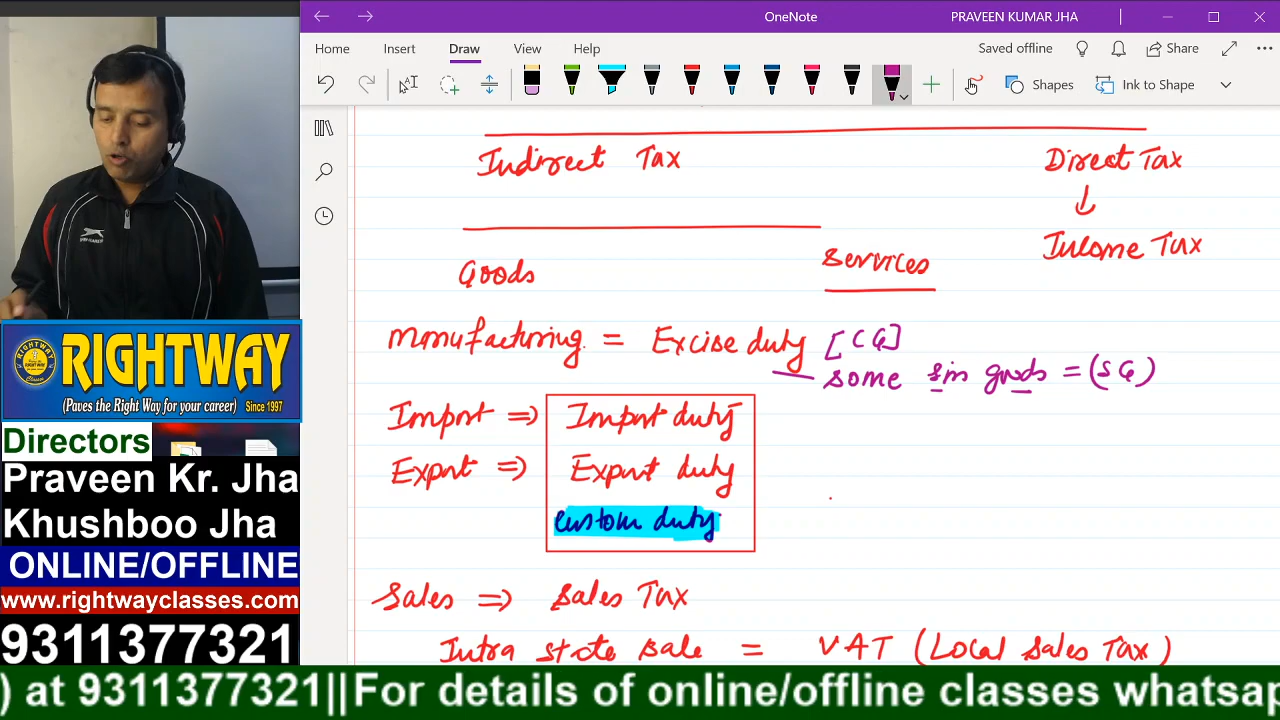 OneNote
PRAVEEN KUMAR JHA
Home Insert Draw View Help
Saved offline
Share
Shapes
Ink to Shape
Indirect Tax
Direct Tax
↓
Income Tax
Goods
Services
Manufacturing = Excise duty [CG]
some sin goods = (SG)
Import ⇒ Import duty
Export ⇒ Export duty
Custom duty
Sales ⇒ Sales Tax
Intra state sale = VAT (Local Sales Tax)
RIGHTWAY
(Paves the Right Way for your career) Since 1997
Directors
Praveen Kr. Jha
Khushboo Jha
ONLINE/OFFLINE
www.rightwayclasses.com
9311377321
) at 9311377321||For details of online/offline classes whatsap